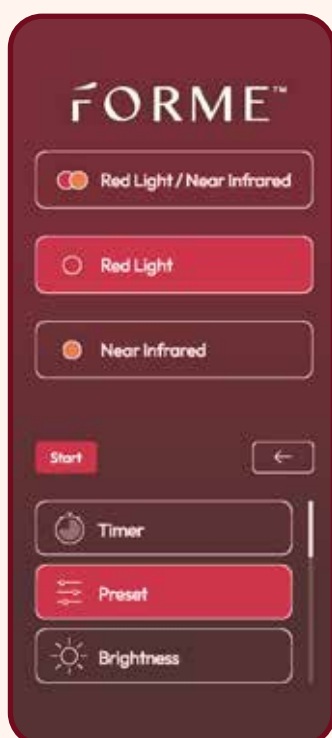 FORME™
Red Light / Near Infrared
Red Light
Near Infrared
Start
Timer
Preset
Brightness